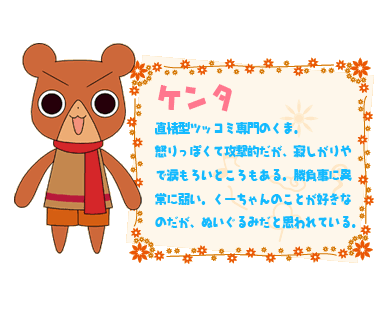 ケンタ
直情型ツッコミ専門のくま。
怒りっぽくて攻撃的だが、寂しがりや
で涙もろいところもある。勝負事に異
常に弱い。くーちゃんのことが好きな
のだが、ぬいぐるみだと思われている。